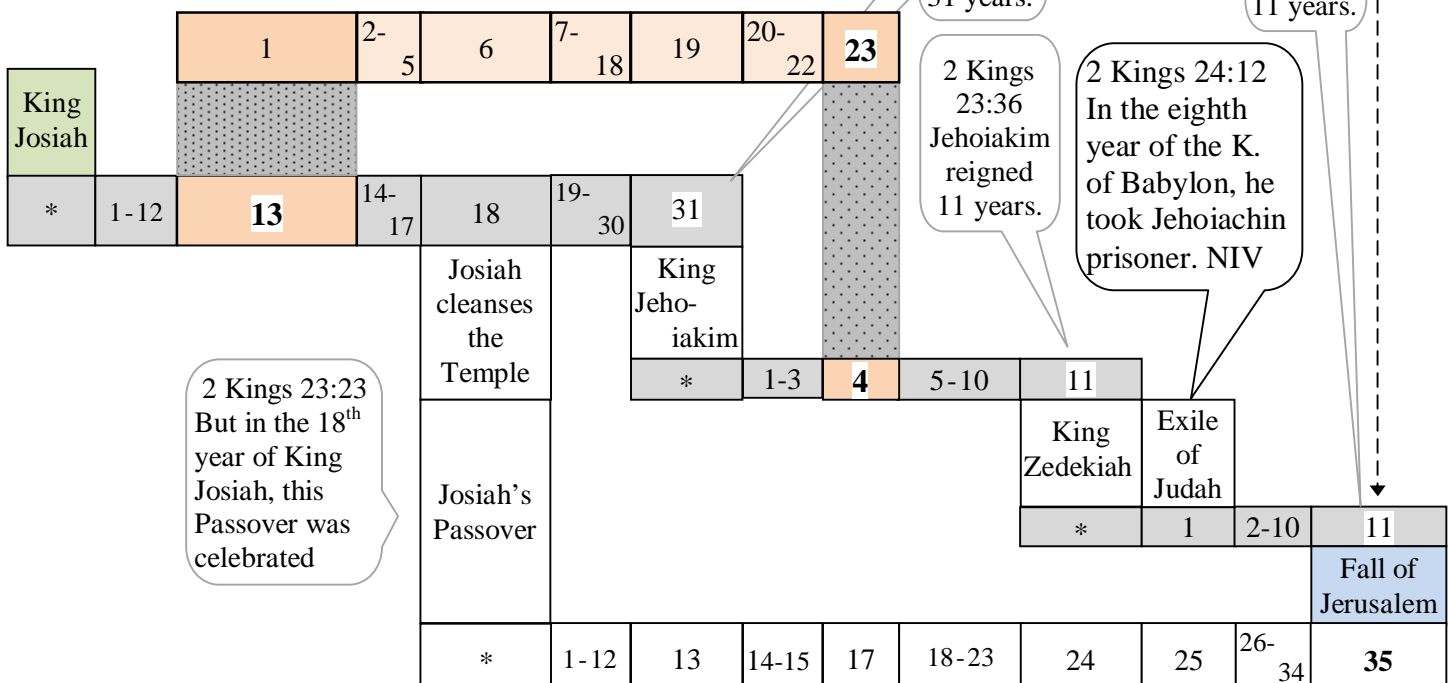 31 years.
11 years.
1
2-
5
6
7-
18
19
20-
22
23
King
Josiah
2 Kings
23:36
Jehoiakim
reigned
11 years.
2 Kings 24:12
In the eighth
year of the K.
of Babylon, he
took Jehoiachin
prisoner. NIV
*
1-12
13
14-
17
18
19-
30
31
Josiah
cleanses
the
Temple
King
Jeho-
iakim
*
1-3
4
5-10
11
2 Kings 23:23
But in the 18th
year of King
Josiah, this
Passover was
celebrated
Josiah's
Passover
King
Zedekiah
Exile
of
Judah
*
1
2-10
11
Fall of
Jerusalem
*
1-12
13
14-15
17
18-23
24
25
26-
34
35